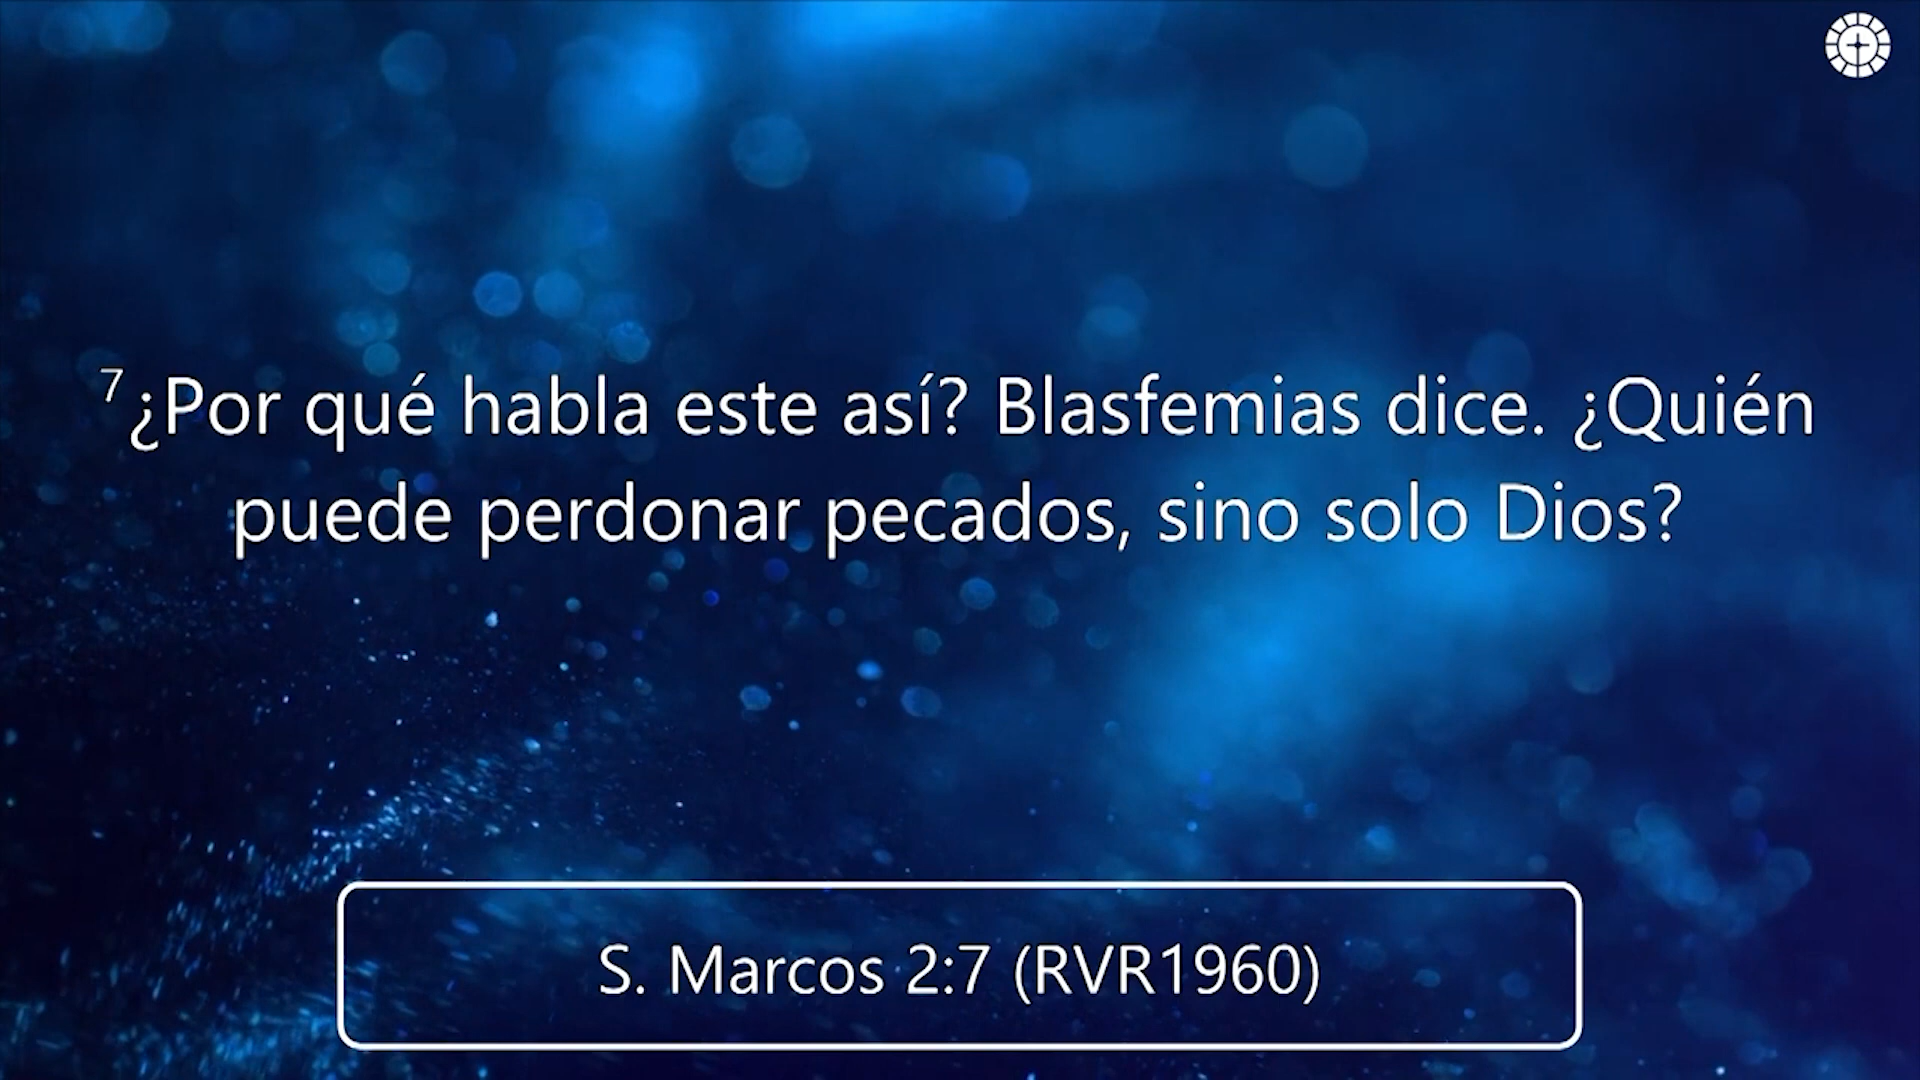 ⁷¿Por qué habla este así? Blasfemias dice. ¿Quién
puede perdonar pecados, sino solo Dios?
S. Marcos 2:7 (RVR1960)